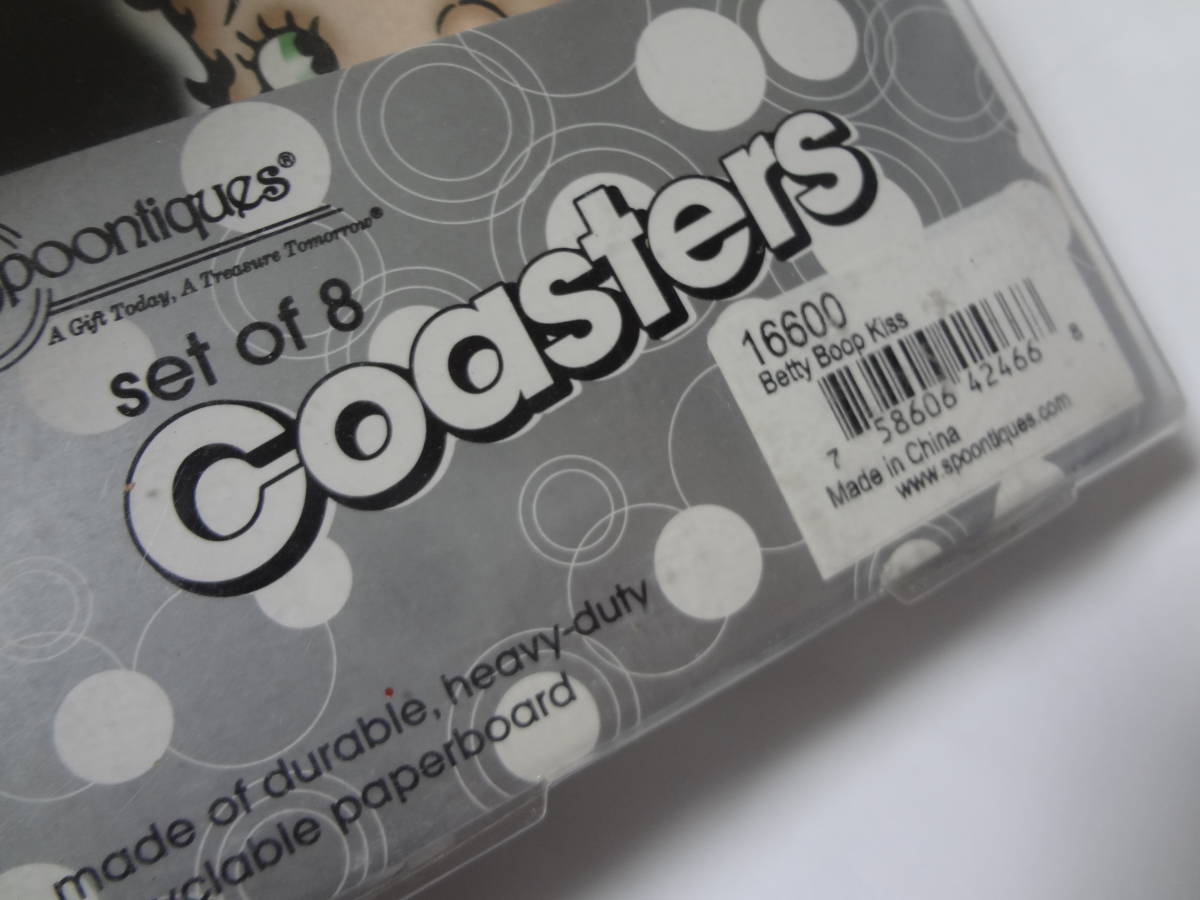 Spoontiques®
A Gift Today, A Treasure Tomorrow®
set of 8
Coasters
16600
Betty Boop Kiss
7 58606 42466 8
Made in China
www.spoontiques.com
made of durable, heavy-duty
yclable paperboard